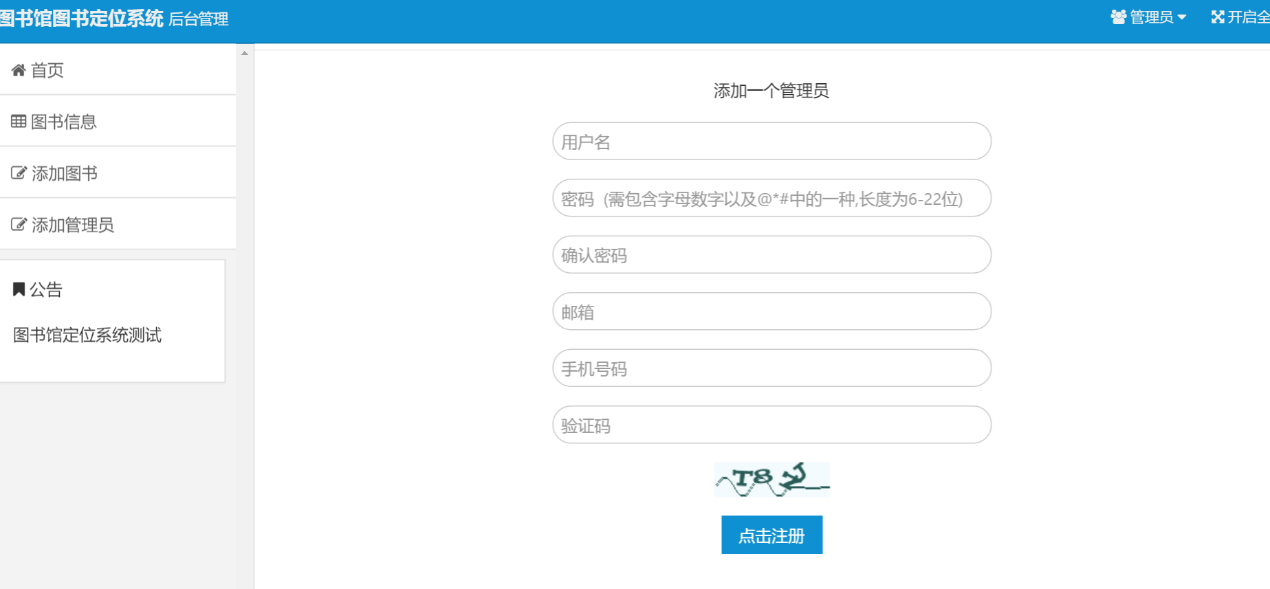 图书馆图书定位系统 后台管理
管理员
开启全
首页
图书信息
添加图书
添加管理员
公告
图书馆定位系统测试
添加一个管理员
用户名
密码 (需包含字母数字以及@*#中的一种,长度为6-22位)
确认密码
邮箱
手机号码
验证码
点击注册